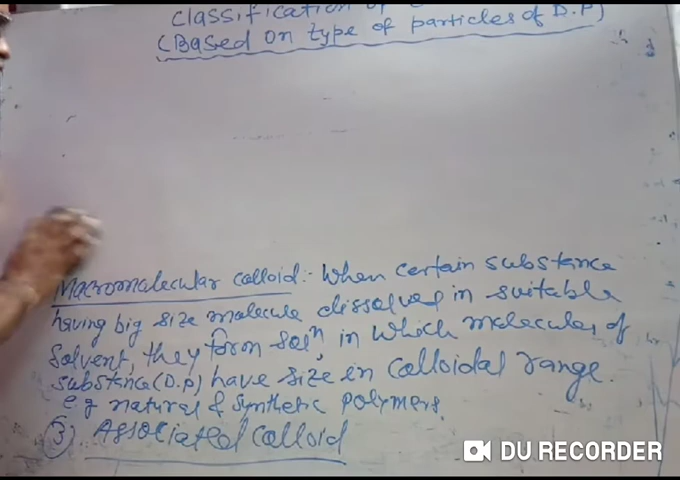 Classification of
(Based on type of particles of D.P)
Macromalecular colloid:- When certain substance
having big size molecule dissolved in suitable
Solvent, they form solⁿ, in which molecules of
substance (D.P) have size in colloidal range.
e.g natural & synthetic polymers.
(3) Associated colloid
DU RECORDER